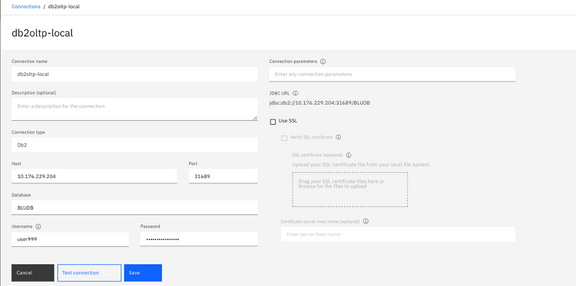 Connections / db2oltp-local
db2oltp-local
Connection name
db2oltp-local
Description (optional)
Enter a description for the connection
Connection type
Db2
Host
Port
10.176.229.204
31689
Database
BLUDB
Username
Password
user999
••••••••••••••••
Cancel
Test connection
Save
Connection parameters
Enter any connection parameters
JDBC URL
jdbc:db2://10.176.229.204:31689/BLUDB
Use SSL
Verify SSL certificate
SSL certificate (optional)
Upload your SSL certificate file from your local file system
Drag your SSL certificate files here or
browse for the files to upload
Certificate server host name (optional)
Enter server host name